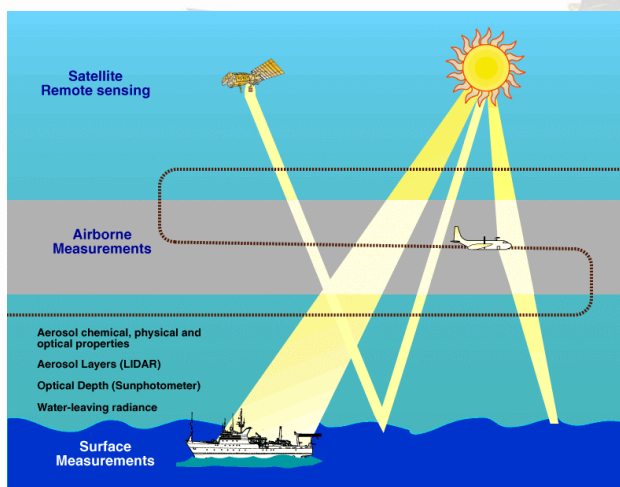 Satellite
Remote sensing
Airborne
Measurements
Aerosol chemical, physical and
optical properties
Aerosol Layers (LIDAR)
Optical Depth (Sunphotometer)
Water-leaving radiance
Surface
Measurements